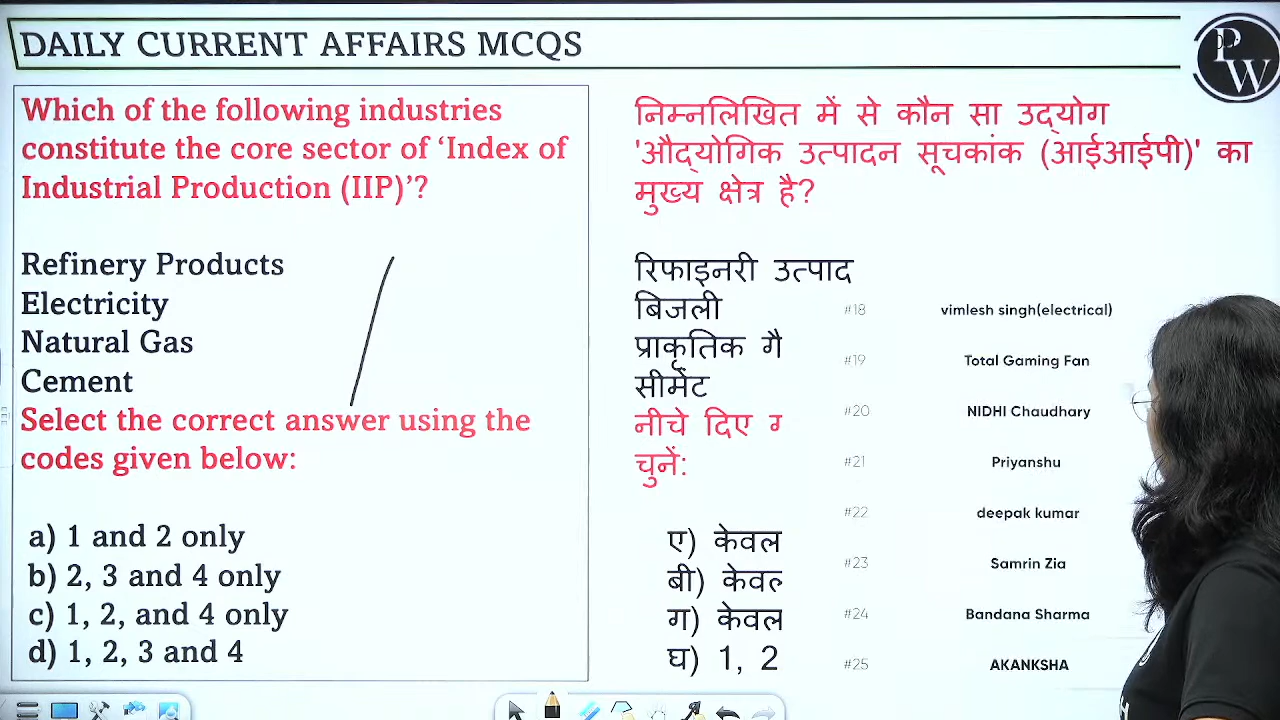 DAILY CURRENT AFFAIRS MCQS
PW
Which of the following industries
constitute the core sector of ‘Index of
Industrial Production (IIP)’?
Refinery Products
Electricity
Natural Gas
Cement
Select the correct answer using the
codes given below:
a) 1 and 2 only
b) 2, 3 and 4 only
c) 1, 2, and 4 only
d) 1, 2, 3 and 4
निम्नलिखित में से कौन सा उद्योग
'औद्योगिक उत्पादन सूचकांक (आईआईपी)' का
मुख्य क्षेत्र है?
रिफाइनरी उत्पाद
बिजली
प्राकृतिक
सीमेंट
नीचे दिए
चुनें:
ए) केवल
बी) केवल
ग) केवल
घ) 1, 2
#18 vimlesh singh(electrical)
#19 Total Gaming Fan
#20 NIDHI Chaudhary
#21 Priyanshu
#22 deepak kumar
#23 Samrin Zia
#24 Bandana Sharma
#25 AKANKSHA